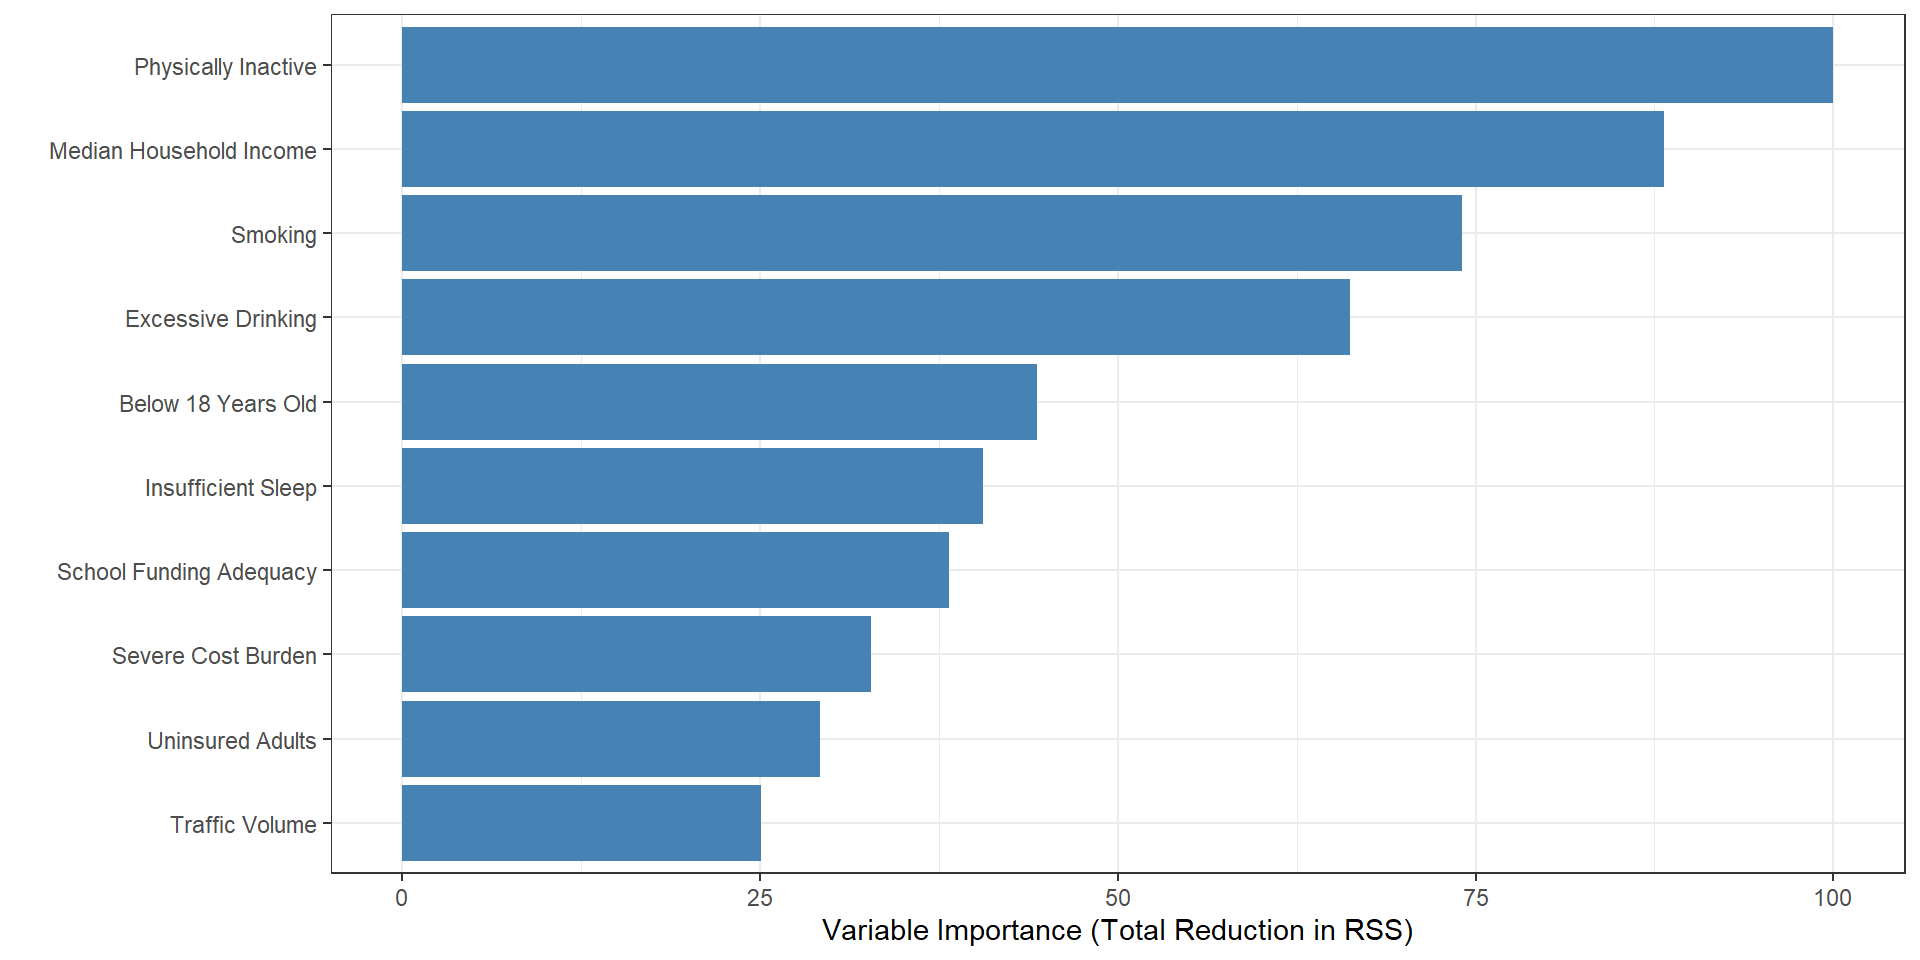 Physically Inactive
Median Household Income
Smoking
Excessive Drinking
Below 18 Years Old
Insufficient Sleep
School Funding Adequacy
Severe Cost Burden
Uninsured Adults
Traffic Volume
0 25 50 75 100
Variable Importance (Total Reduction in RSS)